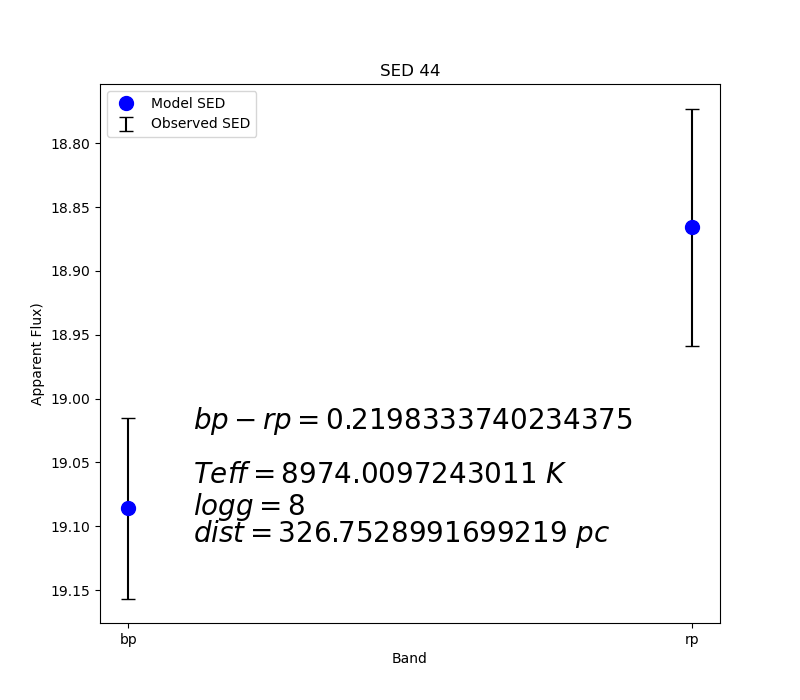 SED 44
Model SED
Observed SED
18.80
18.85
18.90
18.95
19.00
19.05
19.10
19.15
Apparent Flux)
bp − rp = 0.2198333740234375
Teff = 8974.0097243011 K
logg = 8
dist = 326.7528991699219 pc
bp
rp
Band